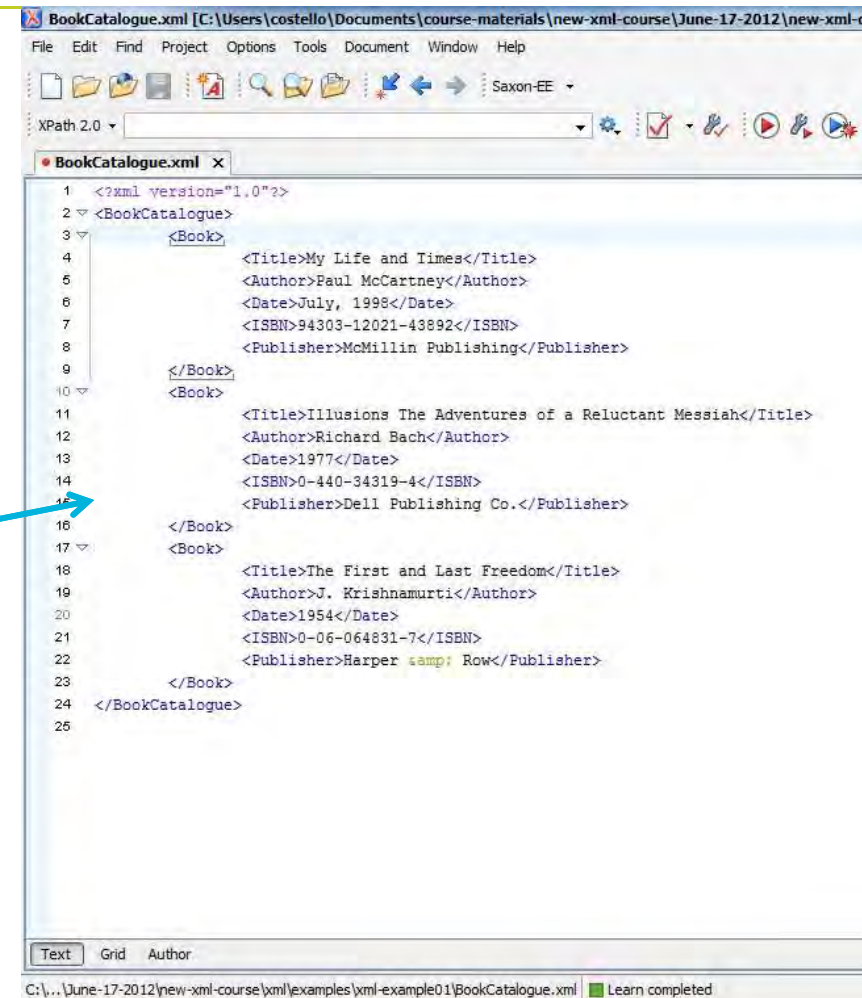 BookCatalogue.xml [C:\Users\costello\Documents\course-materials\new-xml-course\June-17-2012\new-xml-c
File Edit Find Project Options Tools Document Window Help
Saxon-EE
XPath 2.0
BookCatalogue.xml x
1 <?xml version="1.0"?>
2 <BookCatalogue>
3 <Book>
4 <Title>My Life and Times</Title>
5 <Author>Paul McCartney</Author>
6 <Date>July, 1998</Date>
7 <ISBN>94303-12021-43892</ISBN>
8 <Publisher>McMillin Publishing</Publisher>
9 </Book>
10 <Book>
11 <Title>Illusions The Adventures of a Reluctant Messiah</Title>
12 <Author>Richard Bach</Author>
13 <Date>1977</Date>
14 <ISBN>0-440-34319-4</ISBN>
15 <Publisher>Dell Publishing Co.</Publisher>
16 </Book>
17 <Book>
18 <Title>The First and Last Freedom</Title>
19 <Author>J. Krishnamurti</Author>
20 <Date>1954</Date>
21 <ISBN>0-06-064831-7</ISBN>
22 <Publisher>Harper &amp; Row</Publisher>
23 </Book>
24 </BookCatalogue>
25
Text Grid Author
C:\...\June-17-2012\new-xml-course\xml\examples\xml-example01\BookCatalogue.xml Learn completed